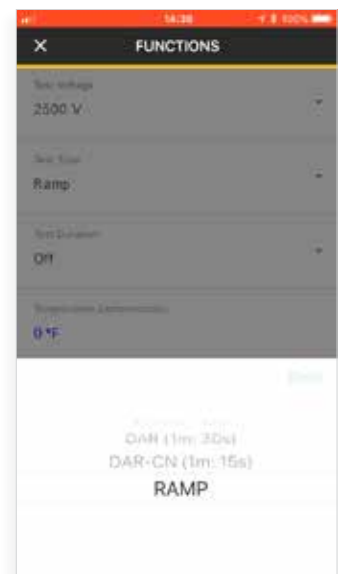 14:38
100%
× FUNCTIONS
Test Voltage
2500 V
Test Type
Ramp
Test Duration
Off
0 °F
DAR (1m: 30s)
DAR-CN (1m: 15s)
RAMP